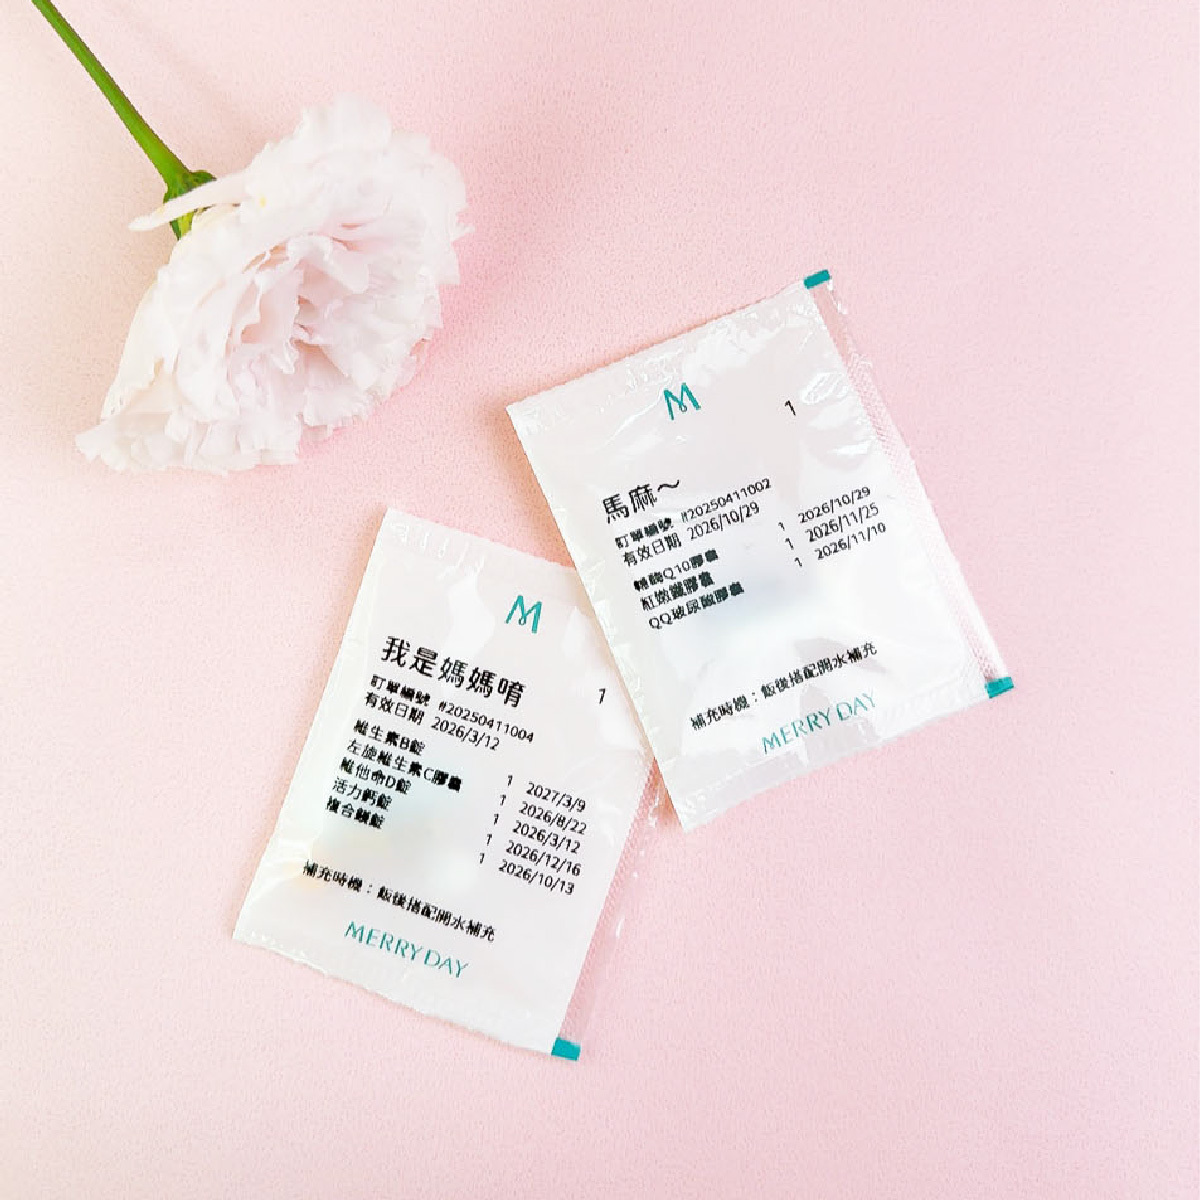 M
1
馬麻～
訂單編號 #20250411002
有效日期 2026/10/29
輔酶Q10膠囊 1 2026/10/29
紅嫩鐵膠囊 1 2026/11/25
QQ玻尿酸膠囊 1 2026/11/10
補充時機：飯後搭配開水補充
MERRY DAY
M
我是媽媽唷
1
訂單編號 #20250411004
有效日期 2026/3/12
維生素B錠 1 2027/3/9
左旋維生素C膠囊 1 2026/8/22
維他命D錠 1 2026/3/12
活力鈣錠 1 2026/12/16
複合鎂錠 1 2026/10/13
補充時機：飯後搭配開水補充
MERRY DAY